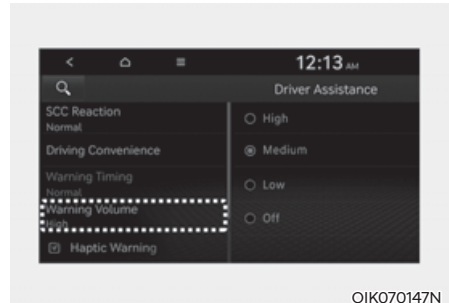 12:13 AM
Driver Assistance
SCC Reaction
Normal
Driving Convenience
Warning Timing
Normal
Warning Volume
High
Haptic Warning
High
Medium
Low
Off
OIK070147N